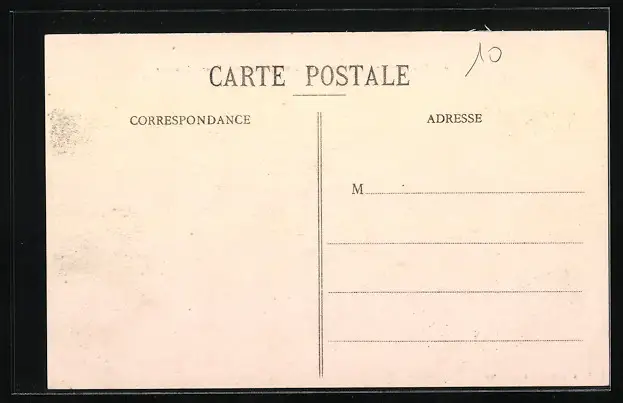 10
CARTE POSTALE
CORRESPONDANCE
ADRESSE
M